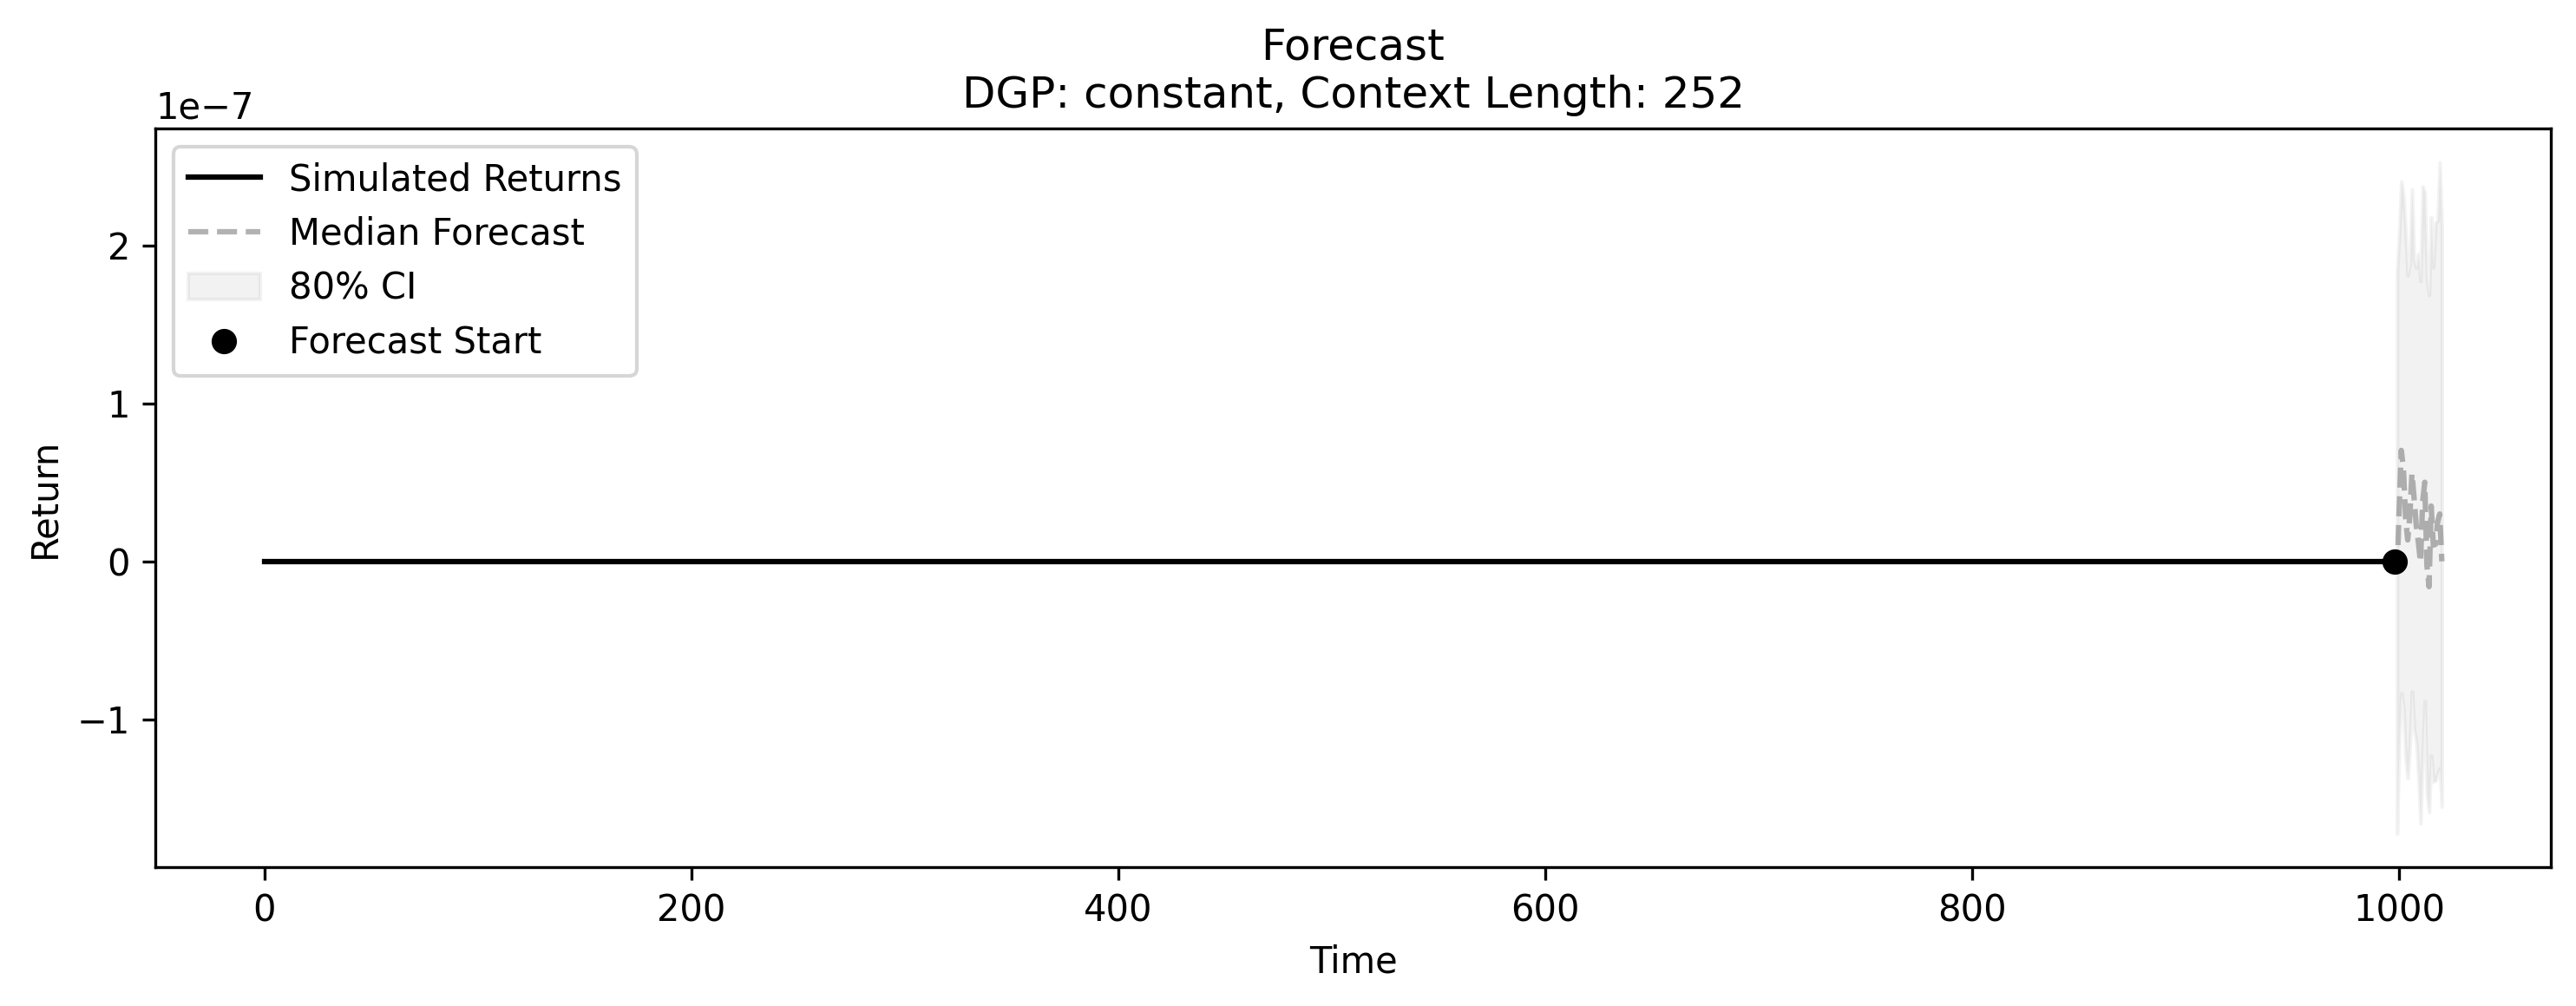 Forecast
DGP: constant, Context Length: 252
1e−7
Simulated Returns
Median Forecast
80% CI
Forecast Start
2
1
0
−1
Return
0 200 400 600 800 1000
Time